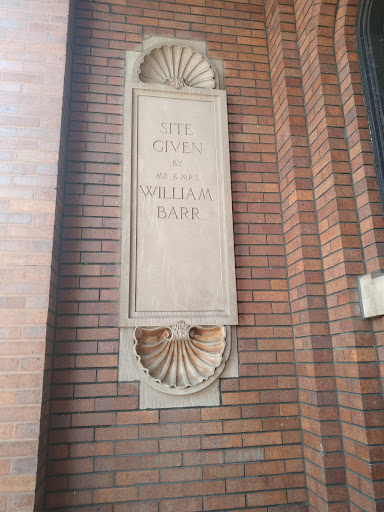 SITE
GIVEN
BY
MR. & MRS.
WILLIAM
BARR